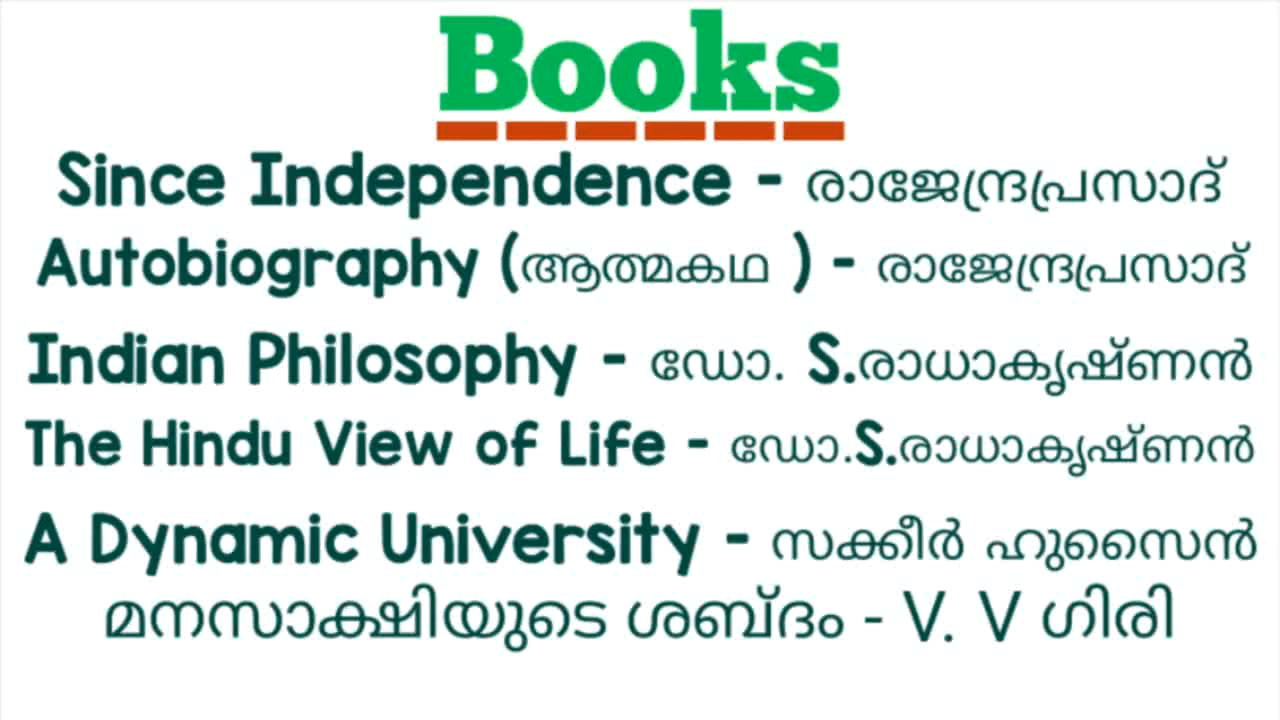 Books
Since Independence - രാജേന്ദ്രപ്രസാദ്
Autobiography (ആത്മകഥ ) - രാജേന്ദ്രപ്രസാദ്
Indian Philosophy - ഡോ. S.രാധാകൃഷ്ണൻ
The Hindu View of Life - ഡോ.S.രാധാകൃഷ്ണൻ
A Dynamic University - സക്കീർ ഹുസൈൻ
മനസാക്ഷിയുടെ ശബ്ദം - V. V ഗിരി